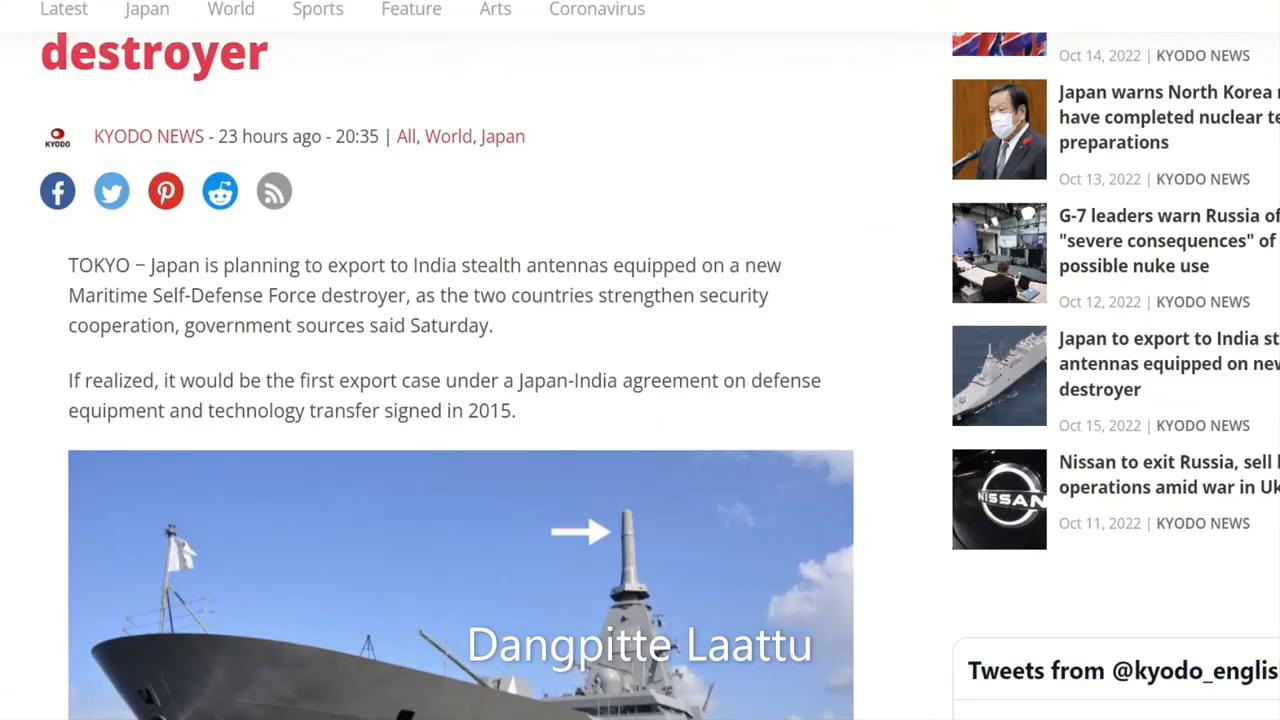 Latest Japan World Sports Feature Arts Coronavirus
destroyer
KYODO
KYODO NEWS - 23 hours ago - 20:35 | All, World, Japan
TOKYO – Japan is planning to export to India stealth antennas equipped on a new
Maritime Self-Defense Force destroyer, as the two countries strengthen security
cooperation, government sources said Saturday.
If realized, it would be the first export case under a Japan-India agreement on defense
equipment and technology transfer signed in 2015.
Dangpitte Laattu
Oct 14, 2022 | KYODO NEWS
Japan warns North Korea
have completed nuclear
preparations
Oct 13, 2022 | KYODO NEWS
G-7 leaders warn Russia of
"severe consequences" of
possible nuke use
Oct 12, 2022 | KYODO NEWS
Japan to export to India
antennas equipped on
destroyer
Oct 15, 2022 | KYODO NEWS
NISSAN
Nissan to exit Russia, sell
operations amid war in
Oct 11, 2022 | KYODO NEWS
Tweets from @kyodo_englis